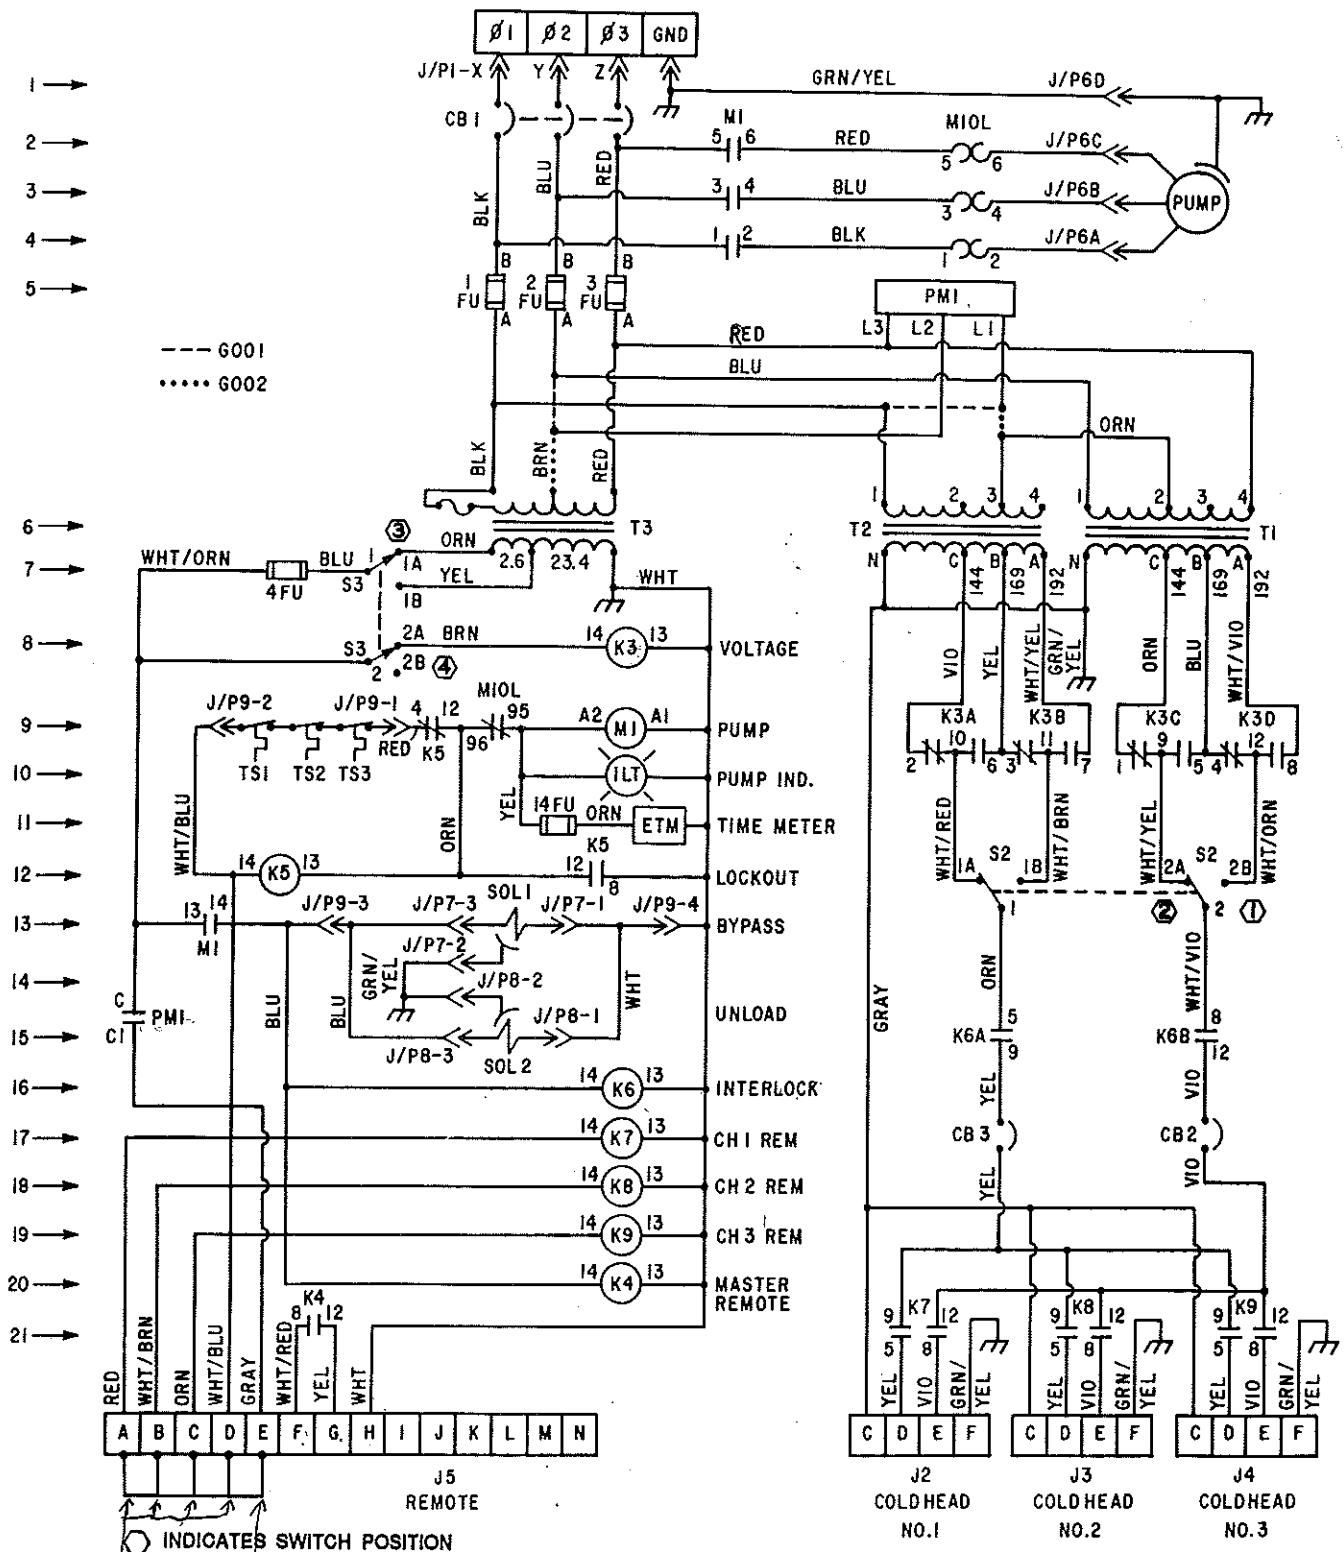 Ø1 Ø2 Ø3 GND
J/P1-X Y Z
1 GRN/YEL J/P6D
CB1
M1 M1OL
2 5 6 RED 5 6 J/P6C
BLU RED
3 3 4 BLU 3 4 J/P6B PUMP
BLK
4 1 2 BLK 1 2 J/P6A
B B B
5 1 FU 2 FU 3 FU PM1
A A A L3 L2 L1
RED
G001
BLU
G002
ORN
BLK BRN RED
1 2 3 4 1 2 3 4
6 3 T3 T2 T1
WHT/ORN BLU 1 1A ORN
7 4FU S3 2.6 23.4 N C B A N C B A
YEL WHT 144 169 192 144 169 192
1B
8 S3 2A BRN 14 K3 13 VOLTAGE
2 2B 4 VIO YEL WHT/YEL GRN/YEL ORN BLU WHT/VIO
J/P9-2 J/P9-1 4 12 M1OL 95
9 A2 M1 A1 PUMP K3A K3B K3C K3D
RED K5 96 10 11 9 12
10 TS1 TS2 TS3 1LT PUMP IND. 2 6 3 7 1 5 4 8
YEL 14FU ORN
11 ETM TIME METER
WHT/BLU ORN K5 WHT/RED WHT/BRN WHT/YEL WHT/ORN
12 14 K5 13 12 8 LOCKOUT 1A S2 1B 2A S2 2B
SOL1
13 13 14 J/P9-3 J/P7-3 J/P7-1 J/P9-4 BYPASS 1 2 2 1
M1 J/P7-2
14 GRN/YEL J/P8-2 WHT ORN WHT/VIO
C PM1 BLU BLU UNLOAD GRAY
15 C1 J/P8-1 5 K6A 9 8 K6B 12
J/P8-3 SOL2
16 14 K6 13 INTERLOCK YEL VIO
17 14 K7 13 CH 1 REM CB3 CB2
18 14 K8 13 CH 2 REM YEL VIO
19 14 K9 13 CH 3 REM
20 14 K4 13 MASTER
REMOTE
K4 9 K7 12 9 K8 12 9 K9 12
21 8 12 5 8 5 8 5 8
RED WHT/BRN ORN WHT/BLU GRAY WHT/RED YEL WHT YEL VIO GRN/YEL YEL VIO GRN/YEL YEL VIO GRN/YEL
A B C D E F G H I J K L M N C D E F C D E F C D E F
J5 J2 J3 J4
REMOTE COLDHEAD COLDHEAD COLDHEAD
NO.1 NO.2 NO.3
INDICATES SWITCH POSITION